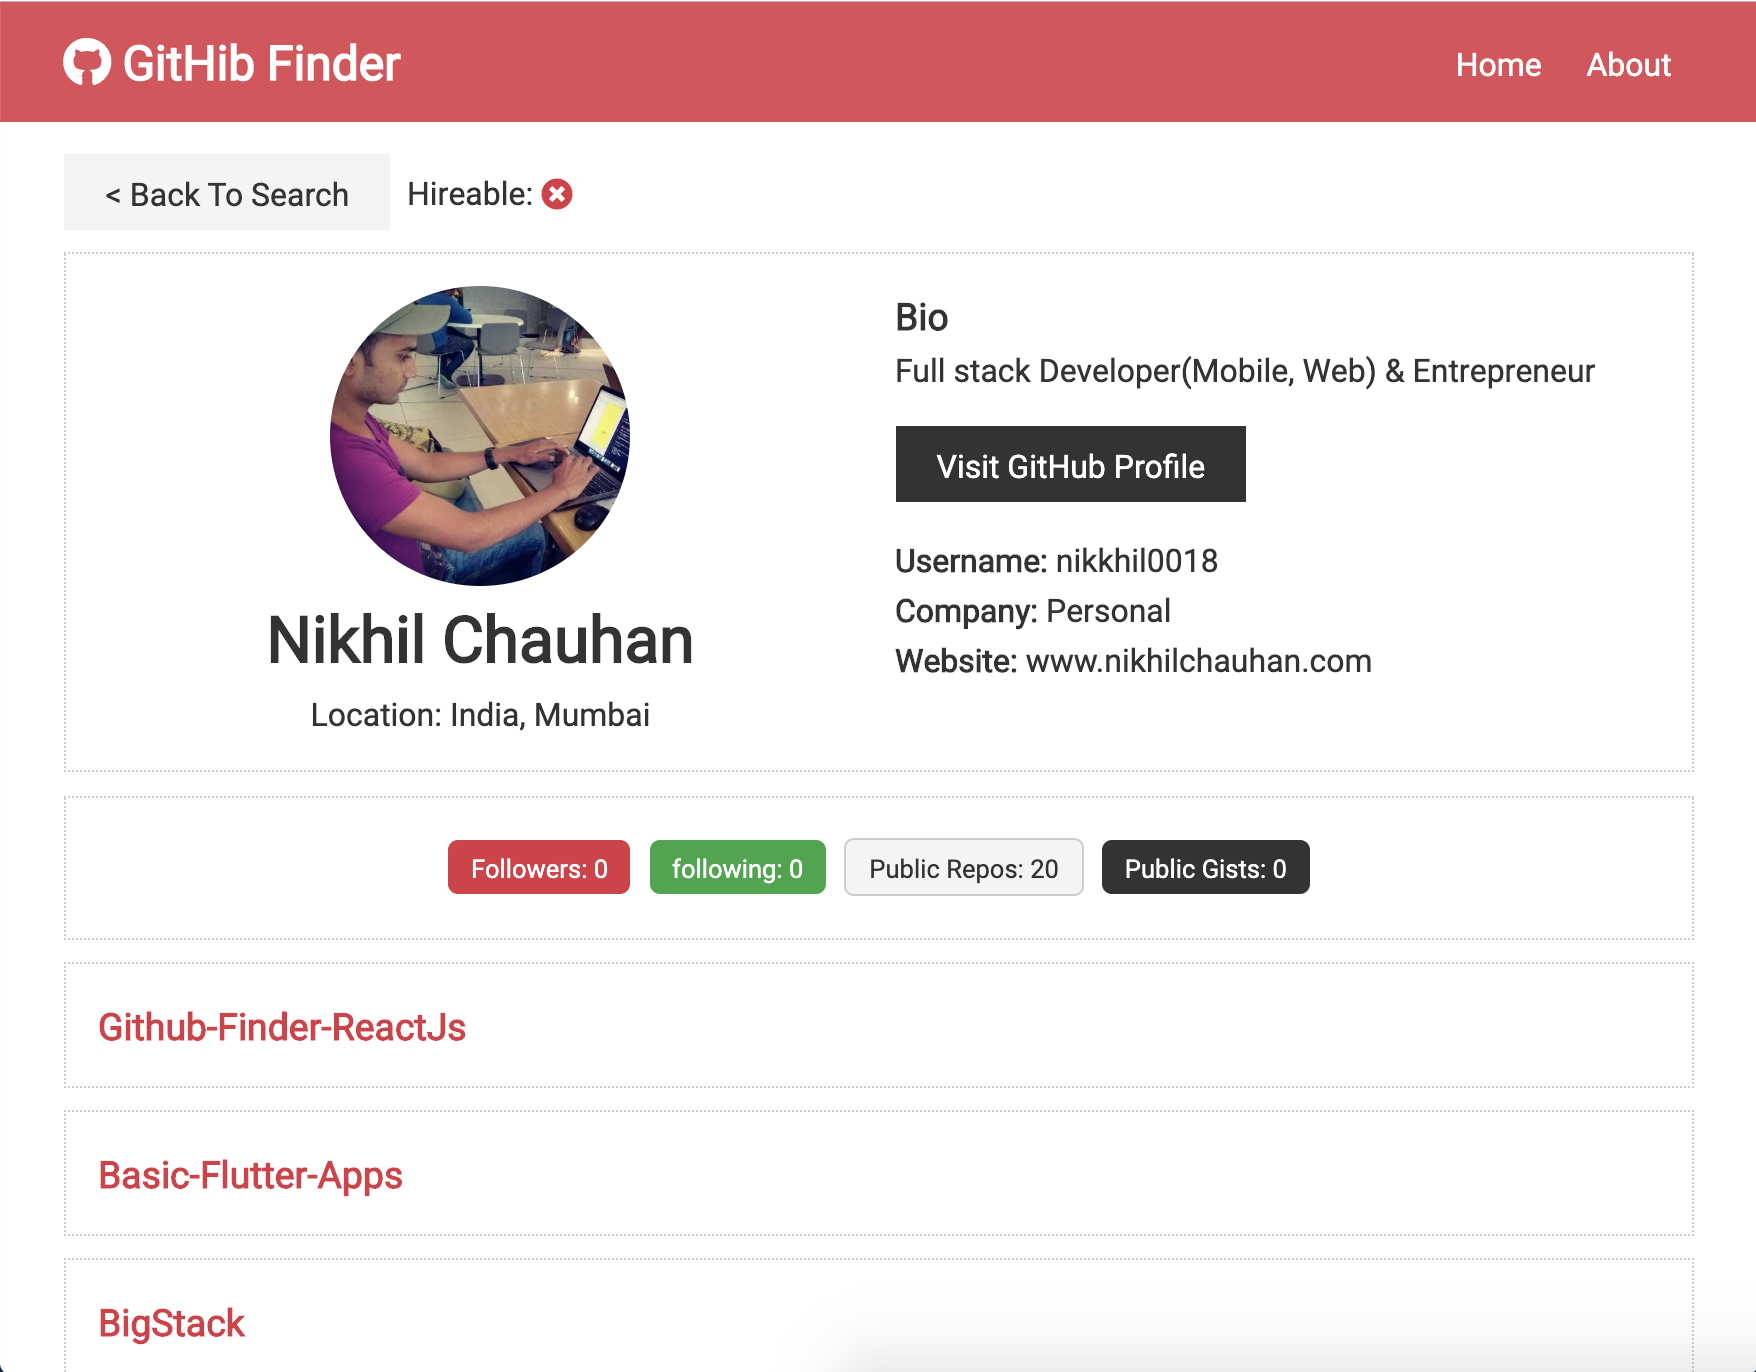 GitHib Finder
Home
About
< Back To Search
Hireable:
Bio
Full stack Developer(Mobile, Web) & Entrepreneur
Visit GitHub Profile
Username: nikkhil0018
Company: Personal
Website: www.nikhilchauhan.com
Nikhil Chauhan
Location: India, Mumbai
Followers: 0
following: 0
Public Repos: 20
Public Gists: 0
Github-Finder-ReactJs
Basic-Flutter-Apps
BigStack